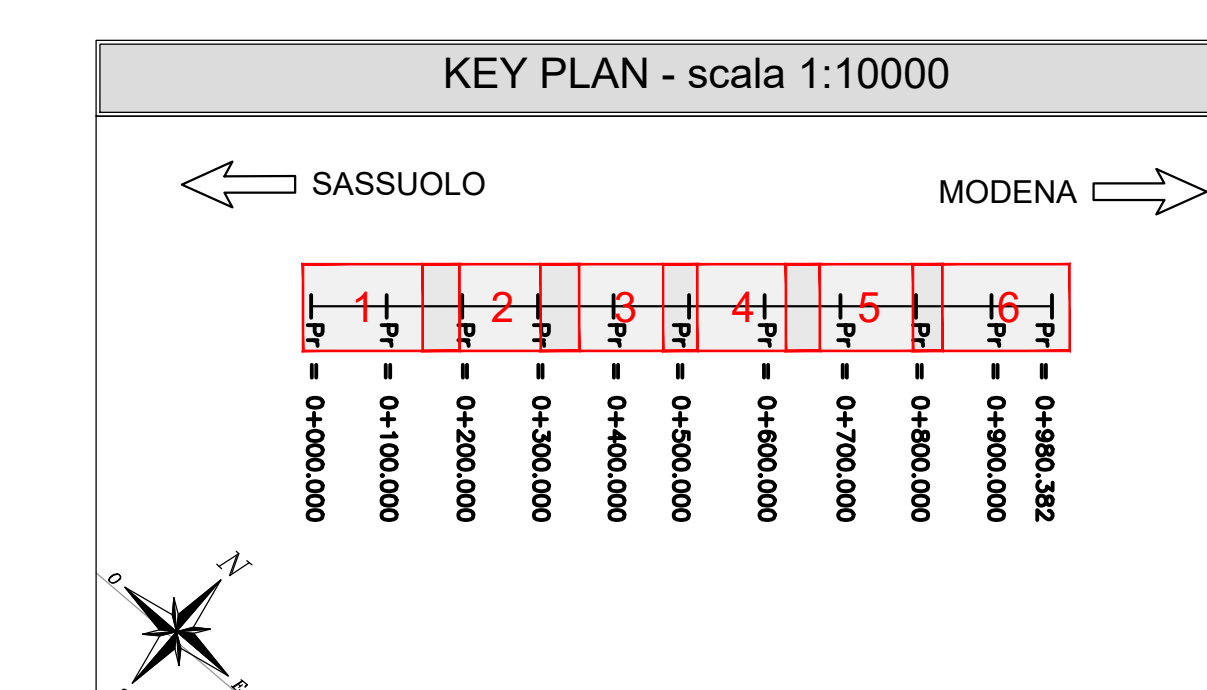 KEY PLAN - scala 1:10000
SASSUOLO
MODENA
1
2
3
4
5
6
Pr = 0+000.000
Pr = 0+100.000
Pr = 0+200.000
Pr = 0+300.000
Pr = 0+400.000
Pr = 0+500.000
Pr = 0+600.000
Pr = 0+700.000
Pr = 0+800.000
Pr = 0+900.000
Pr = 0+980.382
N
O
E